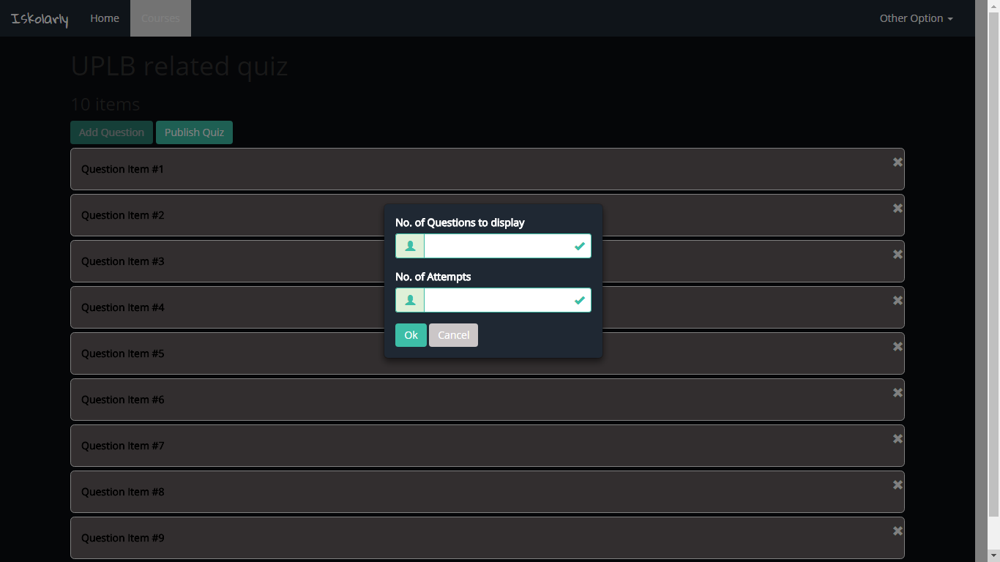 Iskolarly Home Courses Other Option
UPLB related quiz
10 items
Add Question Publish Quiz
Question Item #1
Question Item #2
Question Item #3
Question Item #4
Question Item #5
Question Item #6
Question Item #7
Question Item #8
Question Item #9
No. of Questions to display
No. of Attempts
Ok Cancel